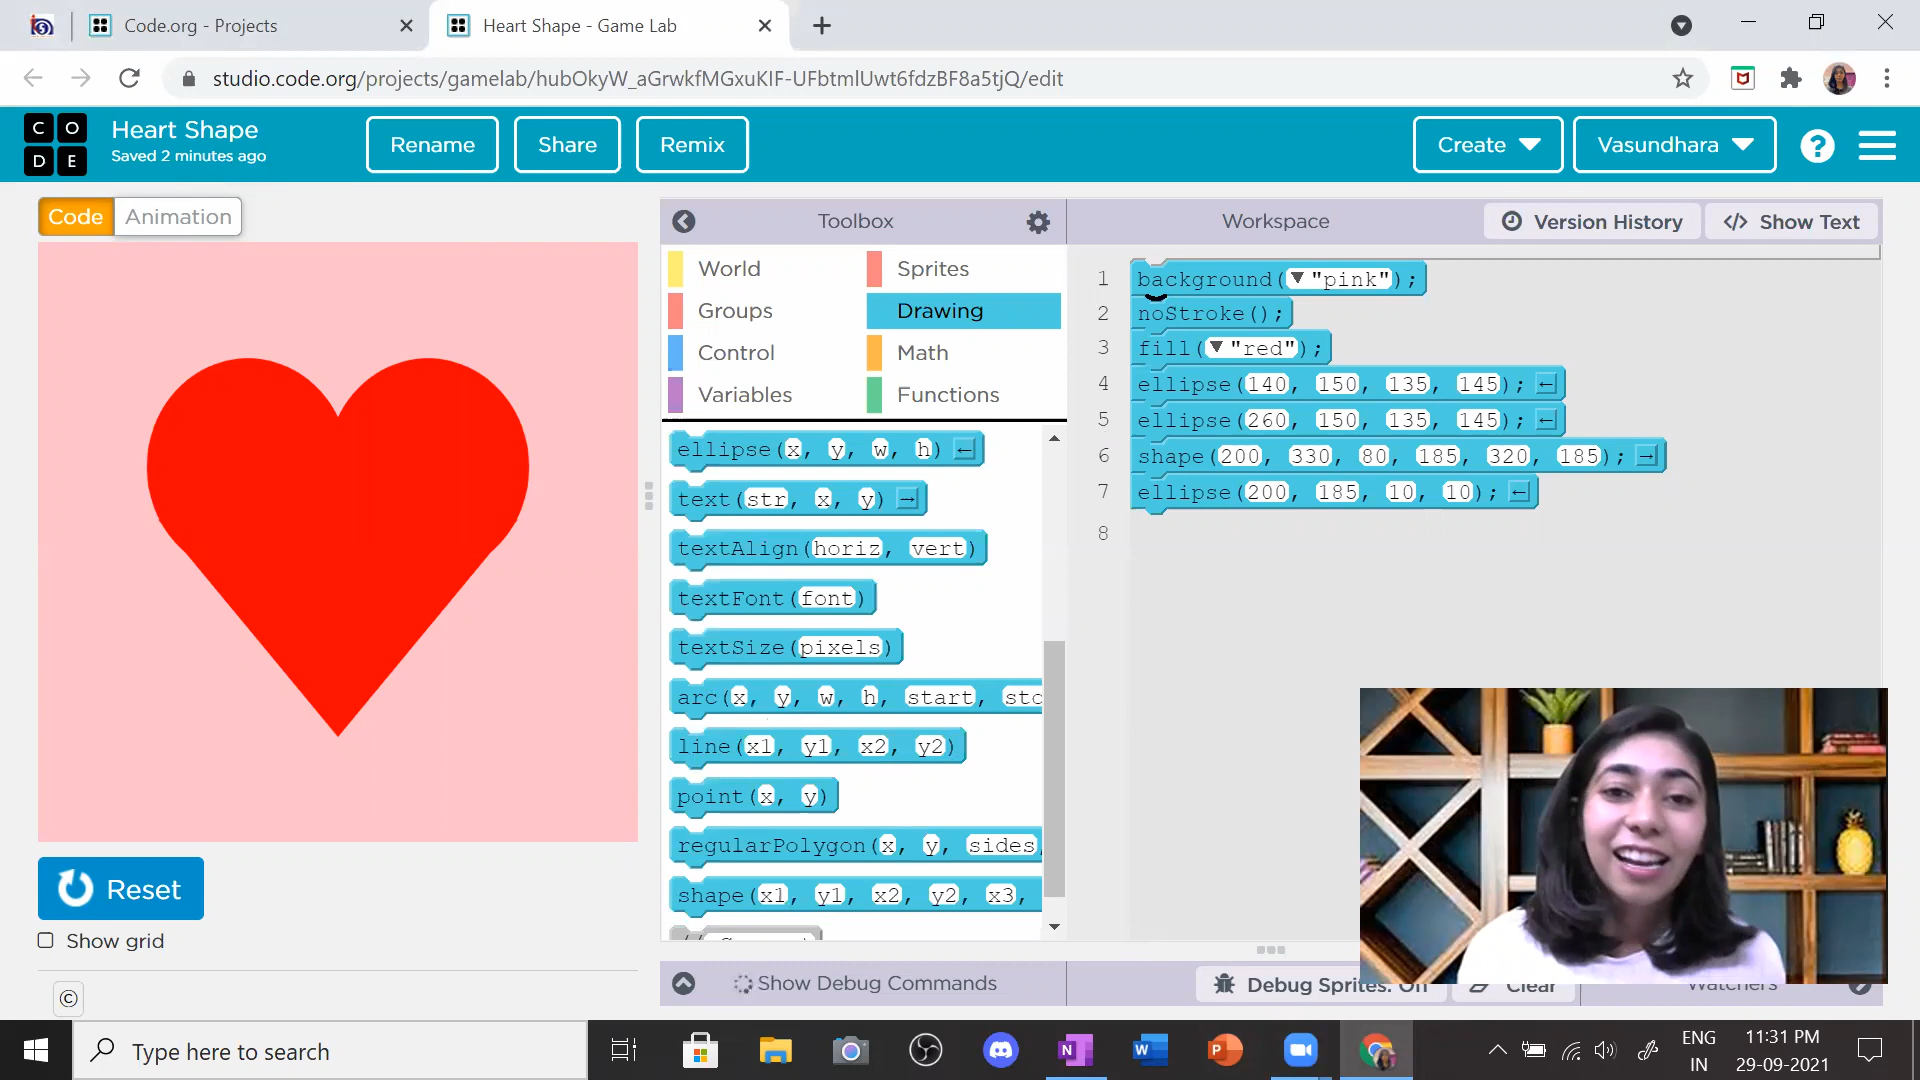 Code.org - Projects
Heart Shape - Game Lab
studio.code.org/projects/gamelab/hubOkyW_aGrwkfMGxuKIF-UFbtmlUwt6fdzBF8a5tjQ/edit
CODE
Heart Shape
Saved 2 minutes ago
Rename
Share
Remix
Create
Vasundhara
?
Code
Animation
Toolbox
Workspace
Version History
</> Show Text
World
Sprites
Groups
Drawing
Control
Math
Variables
Functions
ellipse(x, y, w, h) ←
text(str, x, y) →
textAlign(horiz, vert)
textFont(font)
textSize(pixels)
arc(x, y, w, h, start, sto
line(x1, y1, x2, y2)
point(x, y)
regularPolygon(x, y, sides,
shape(x1, y1, x2, y2, x3,
1 background(▼"pink");
2 noStroke();
3 fill(▼"red");
4 ellipse(140, 150, 135, 145); ←
5 ellipse(260, 150, 135, 145); ←
6 shape(200, 330, 80, 185, 320, 185); →
7 ellipse(200, 185, 10, 10); ←
8
Reset
Show grid
©
Show Debug Commands
Debug Sprites: Off
Clear
Watchers
Type here to search
ENG
IN
11:31 PM
29-09-2021